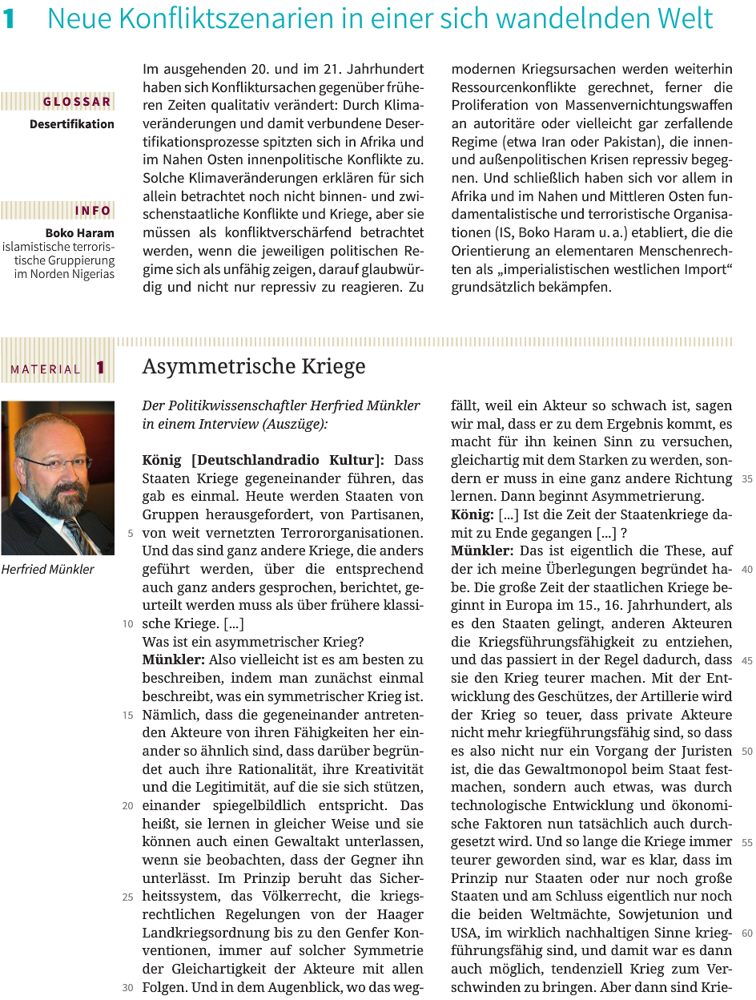 1 Neue Konfliktszenarien in einer sich wandelnden Welt
GLOSSAR
Desertifikation
INFO
Boko Haram
islamistische terroris-
tische Gruppierung
im Norden Nigerias
Im ausgehenden 20. und im 21. Jahrhundert
haben sich Konfliktursachen gegenüber frühe-
ren Zeiten qualitativ verändert: Durch Klima-
veränderungen und damit verbundene Deser-
tifikationsprozesse spitzten sich in Afrika und
im Nahen Osten innenpolitische Konflikte zu.
Solche Klimaveränderungen erklären für sich
allein betrachtet noch nicht binnen- und zwi-
schenstaatliche Konflikte und Kriege, aber sie
müssen als konfliktverschärfend betrachtet
werden, wenn die jeweiligen politischen Re-
gime sich als unfähig zeigen, darauf glaubwür-
dig und nicht nur repressiv zu reagieren. Zu
modernen Kriegsursachen werden weiterhin
Ressourcenkonflikte gerechnet, ferner die
Proliferation von Massenvernichtungswaffen
an autoritäre oder vielleicht gar zerfallende
Regime (etwa Iran oder Pakistan), die innen-
und außenpolitischen Krisen repressiv begeg-
nen. Und schließlich haben sich vor allem in
Afrika und im Nahen und Mittleren Osten fun-
damentalistische und terroristische Organisa-
tionen (IS, Boko Haram u. a.) etabliert, die die
Orientierung an elementaren Menschenrech-
ten als „imperialistischen westlichen Import“
grundsätzlich bekämpfen.
MATERIAL 1
Asymmetrische Kriege
Herfried Münkler
Der Politikwissenschaftler Herfried Münkler
in einem Interview (Auszüge):
König [Deutschlandradio Kultur]: Dass
Staaten Kriege gegeneinander führen, das
gab es einmal. Heute werden Staaten von
Gruppen herausgefordert, von Partisanen,
5 von weit vernetzten Terrororganisationen.
Und das sind ganz andere Kriege, die anders
geführt werden, über die entsprechend
auch ganz anders gesprochen, berichtet, ge-
urteilt werden muss als über frühere klassi-
10 sche Kriege. [...]
Was ist ein asymmetrischer Krieg?
Münkler: Also vielleicht ist es am besten zu
beschreiben, indem man zunächst einmal
beschreibt, was ein symmetrischer Krieg ist.
15 Nämlich, dass die gegeneinander antreten-
den Akteure von ihren Fähigkeiten her ein-
ander so ähnlich sind, dass darüber begrün-
det auch ihre Rationalität, ihre Kreativität
und die Legitimität, auf die sie sich stützen,
20 einander spiegelbildlich entspricht. Das
heißt, sie lernen in gleicher Weise und sie
können auch einen Gewaltakt unterlassen,
wenn sie beobachten, dass der Gegner ihn
unterlässt. Im Prinzip beruht das Sicher-
25 heitssystem, das Völkerrecht, die kriegs-
rechtlichen Regelungen von der Haager
Landkriegsordnung bis zu den Genfer Kon-
ventionen, immer auf solcher Symmetrie
der Gleichartigkeit der Akteure mit allen
30 Folgen. Und in dem Augenblick, wo das weg-
fällt, weil ein Akteur so schwach ist, sagen
wir mal, dass er zu dem Ergebnis kommt, es
macht für ihn keinen Sinn zu versuchen,
gleichartig mit dem Starken zu werden, son-
dern er muss in eine ganz andere Richtung 35
lernen. Dann beginnt Asymmetrierung.
König: [...] Ist die Zeit der Staatenkriege da-
mit zu Ende gegangen [...] ?
Münkler: Das ist eigentlich die These, auf
der ich meine Überlegungen begründet ha- 40
be. Die große Zeit der staatlichen Kriege be-
ginnt in Europa im 15., 16. Jahrhundert, als
es den Staaten gelingt, anderen Akteuren
die Kriegsführungsfähigkeit zu entziehen,
und das passiert in der Regel dadurch, dass 45
sie den Krieg teurer machen. Mit der Ent-
wicklung des Geschützes, der Artillerie wird
der Krieg so teuer, dass private Akteure
nicht mehr kriegführungsfähig sind, so dass
es also nicht nur ein Vorgang der Juristen 50
ist, die das Gewaltmonopol beim Staat fest-
machen, sondern auch etwas, was durch
technologische Entwicklung und ökonomi-
sche Faktoren nun tatsächlich auch durch-
gesetzt wird. Und so lange die Kriege immer 55
teurer geworden sind, war es klar, dass im
Prinzip nur Staaten oder nur noch große
Staaten und am Schluss eigentlich nur noch
die beiden Weltmächte, Sowjetunion und
USA, im wirklich nachhaltigen Sinne krieg- 60
führungsfähig sind, und damit war es dann
auch möglich, tendenziell Krieg zum Ver-
schwinden zu bringen. Aber dann sind Krie-